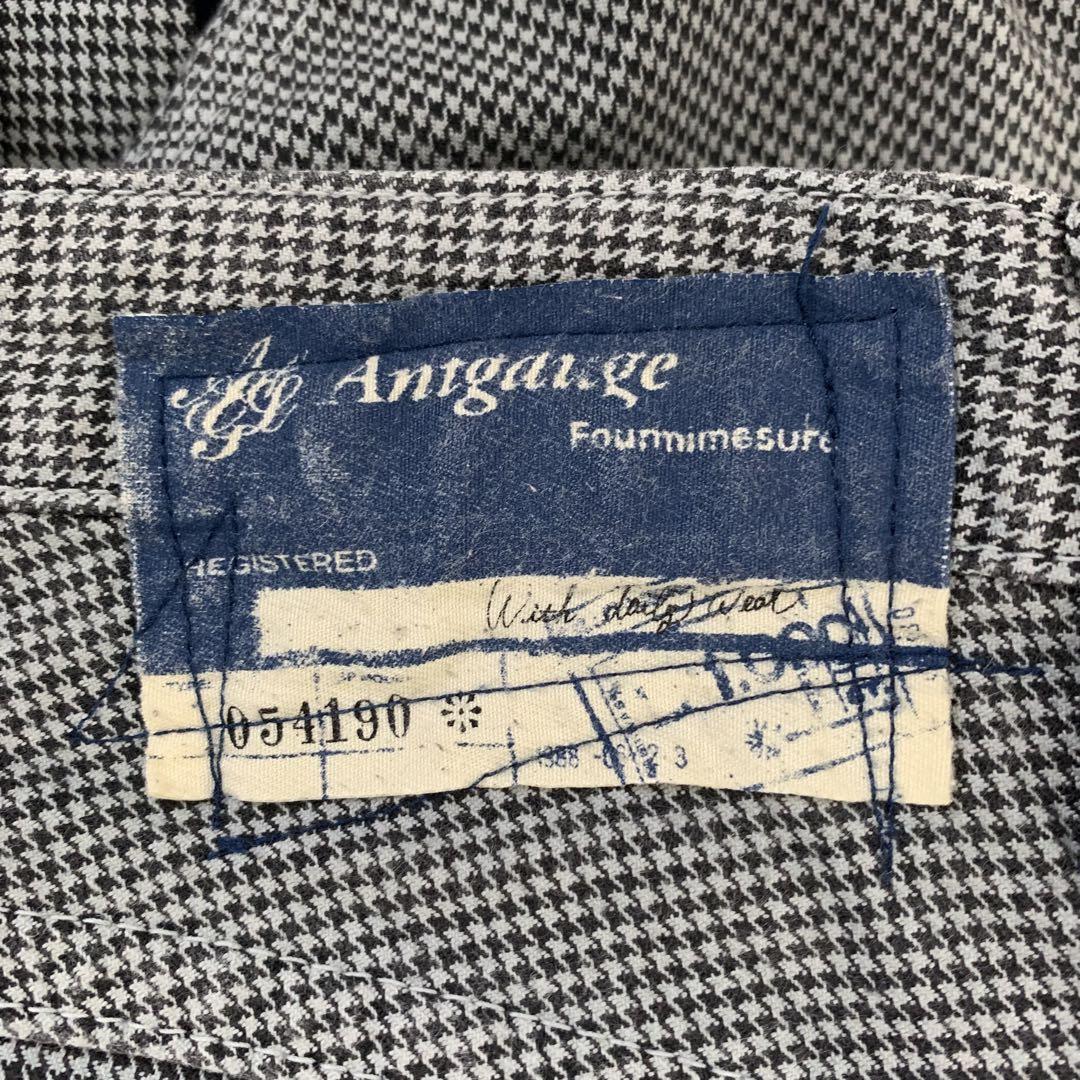 Antgauge
Fourmimesure
REGISTERED
With daily wear
054190 ※